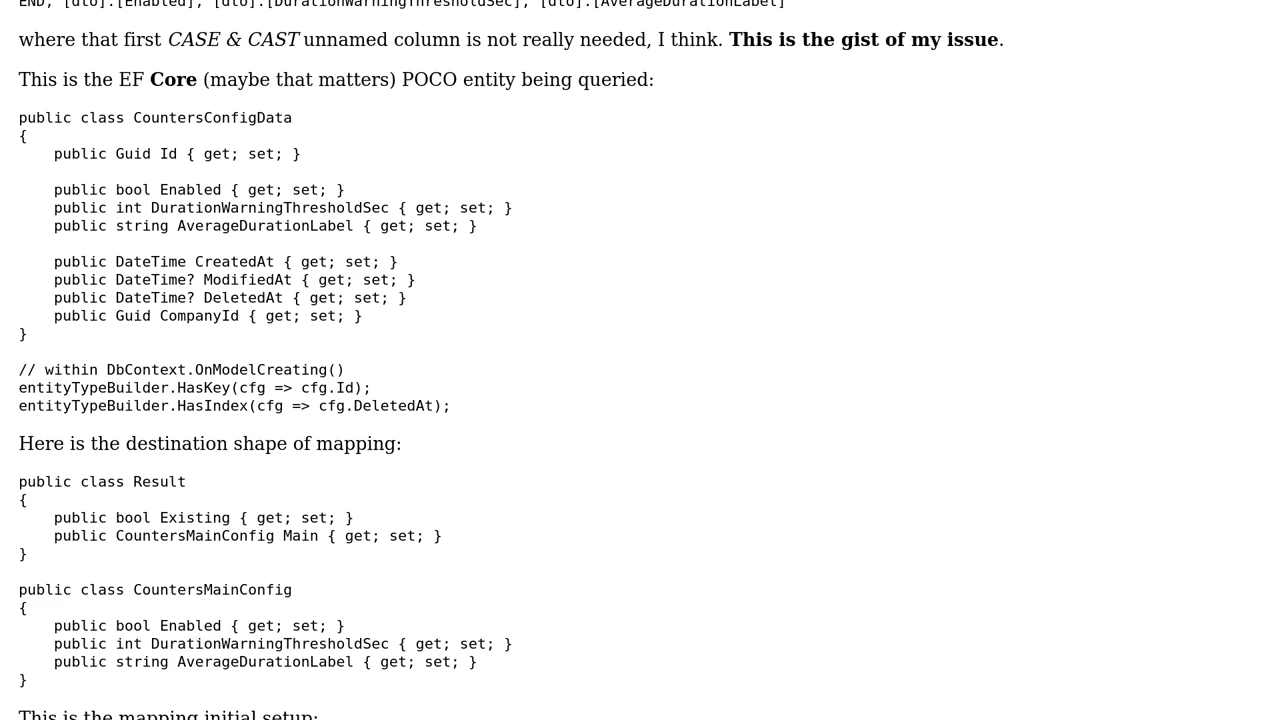 END, [dto].[Enabled], [dto].[DurationWarningThresholdSec], [dto].[AverageDurationLabel]
where that first CASE & CAST unnamed column is not really needed, I think. This is the gist of my issue.
This is the EF Core (maybe that matters) POCO entity being queried:
public class CountersConfigData
{
    public Guid Id { get; set; }

    public bool Enabled { get; set; }
    public int DurationWarningThresholdSec { get; set; }
    public string AverageDurationLabel { get; set; }

    public DateTime CreatedAt { get; set; }
    public DateTime? ModifiedAt { get; set; }
    public DateTime? DeletedAt { get; set; }
    public Guid CompanyId { get; set; }
}

// within DbContext.OnModelCreating()
entityTypeBuilder.HasKey(cfg => cfg.Id);
entityTypeBuilder.HasIndex(cfg => cfg.DeletedAt);
Here is the destination shape of mapping:
public class Result
{
    public bool Existing { get; set; }
    public CountersMainConfig Main { get; set; }
}

public class CountersMainConfig
{
    public bool Enabled { get; set; }
    public int DurationWarningThresholdSec { get; set; }
    public string AverageDurationLabel { get; set; }
}
This is the mapping initial setup: